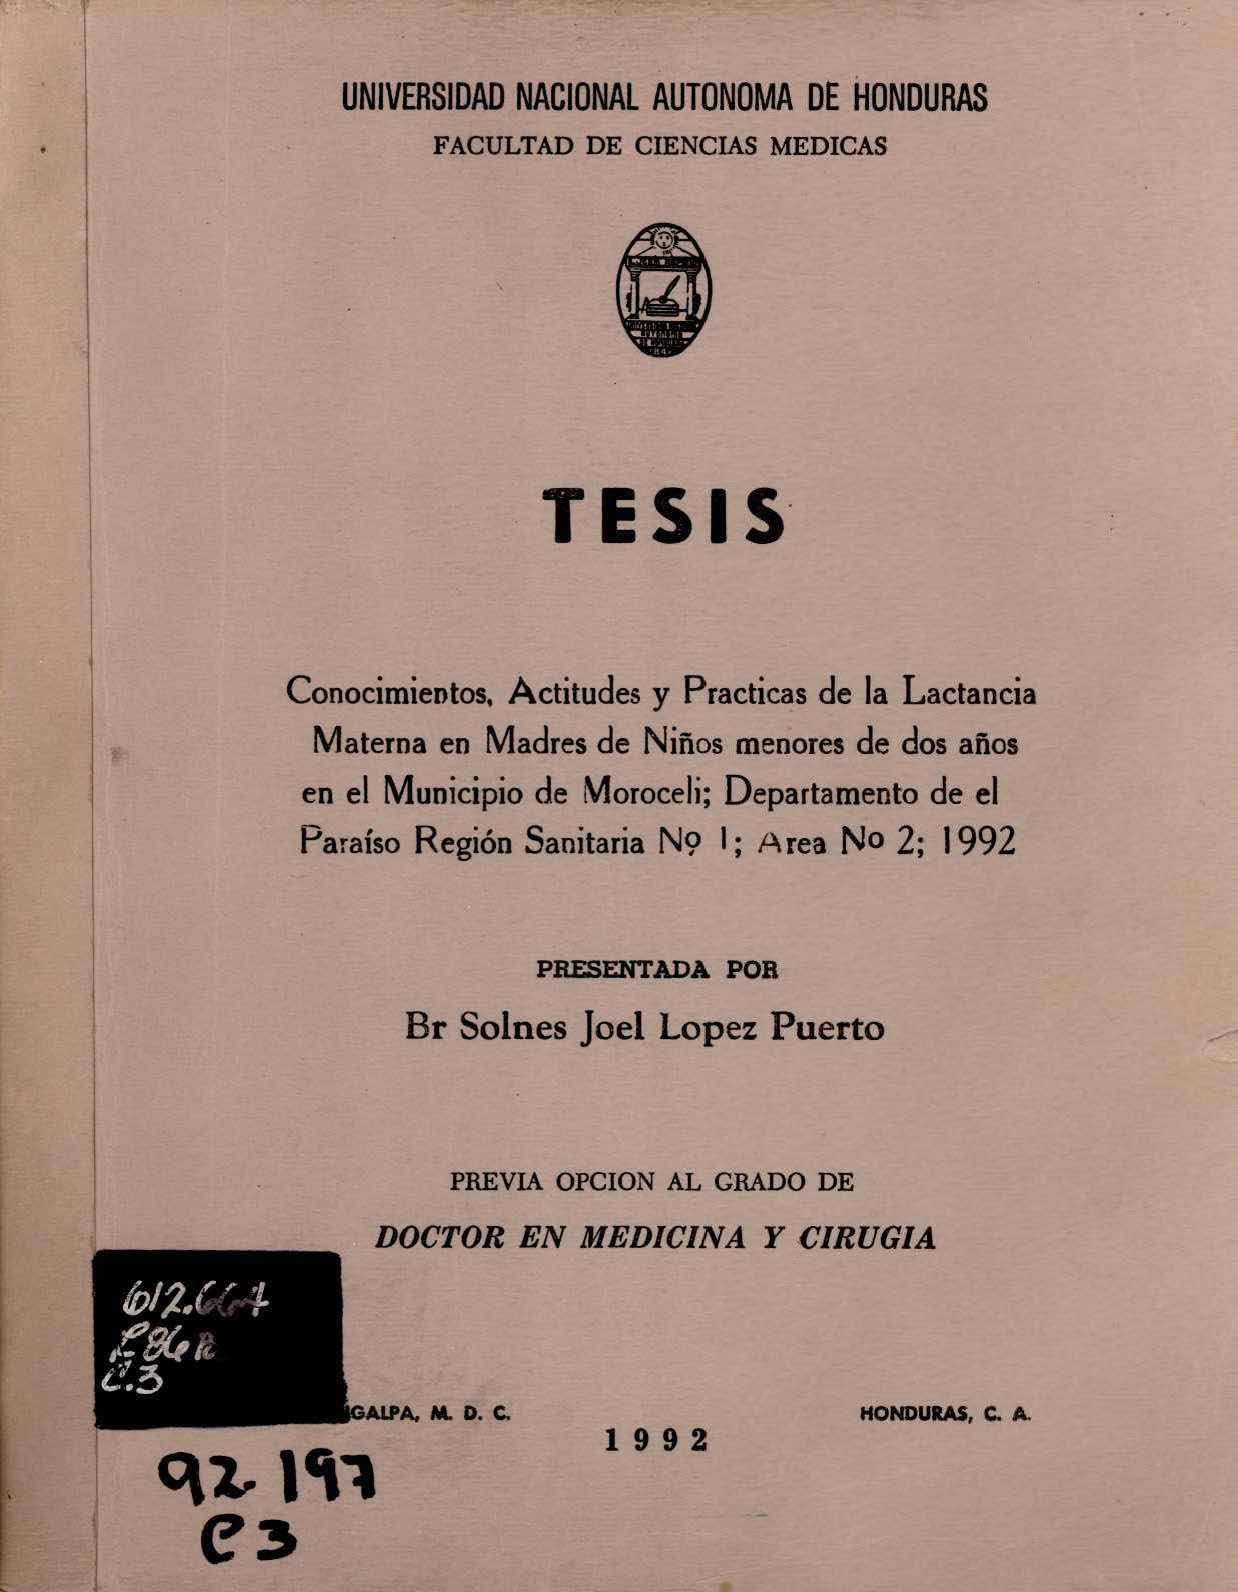 UNIVERSIDAD NACIONAL AUTONOMA DE HONDURAS
FACULTAD DE CIENCIAS MEDICAS
TESIS
Conocimientos, Actitudes y Practicas de la Lactancia
Materna en Madres de Niños menores de dos años
en el Municipio de Moroceli; Departamento de el
Paraíso Región Sanitaria Nº 1; Area No 2; 1992
PRESENTADA POR
Br Solnes Joel Lopez Puerto
PREVIA OPCION AL GRADO DE
DOCTOR EN MEDICINA Y CIRUGIA
C.3
GALPA, M. D. C.
HONDURAS, C. A.
1992
92-197
C3